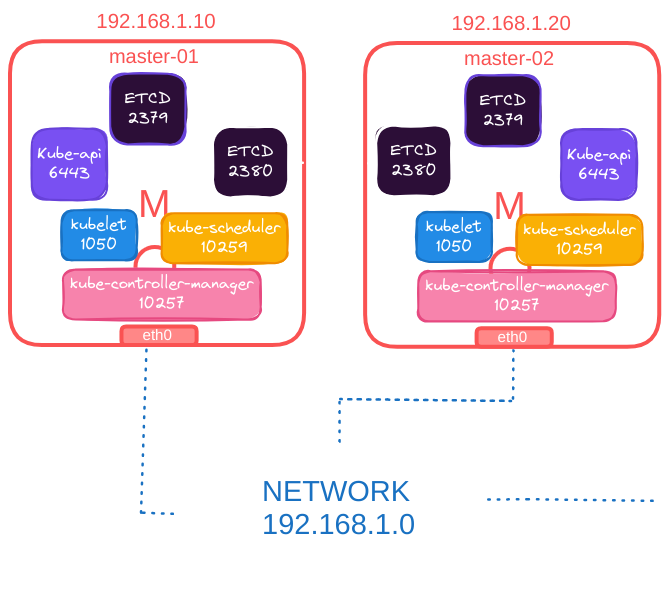 192.168.1.10
master-01
ETCD
2379
Kube-api
6443
ETCD
2380
M
kubelet
1050
kube-scheduler
10259
kube-controller-manager
10257
eth0
192.168.1.20
master-02
ETCD
2379
ETCD
2380
Kube-api
6443
M
kubelet
1050
kube-scheduler
10259
kube-controller-manager
10257
eth0
NETWORK
192.168.1.0